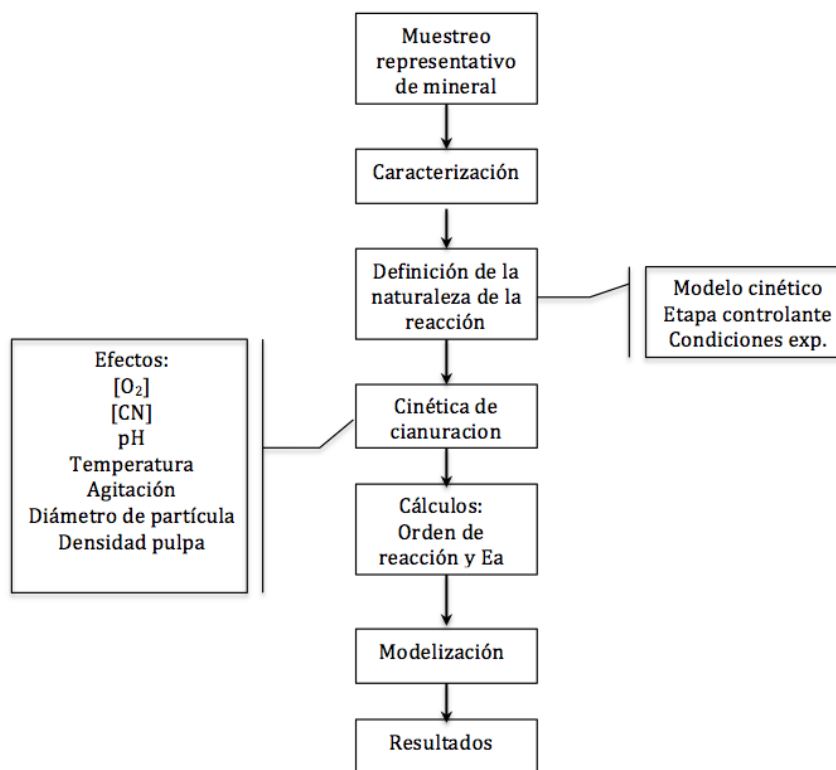 Muestreo
representativo
de mineral
Caracterización
Definición de la
naturaleza de la
reacción
Modelo cinético
Etapa controlante
Condiciones exp.
Efectos:
[O₂]
[CN]
pH
Temperatura
Agitación
Diámetro de partícula
Densidad pulpa
Cinética de
cianuracion
Cálculos:
Orden de
reacción y Ea
Modelización
Resultados